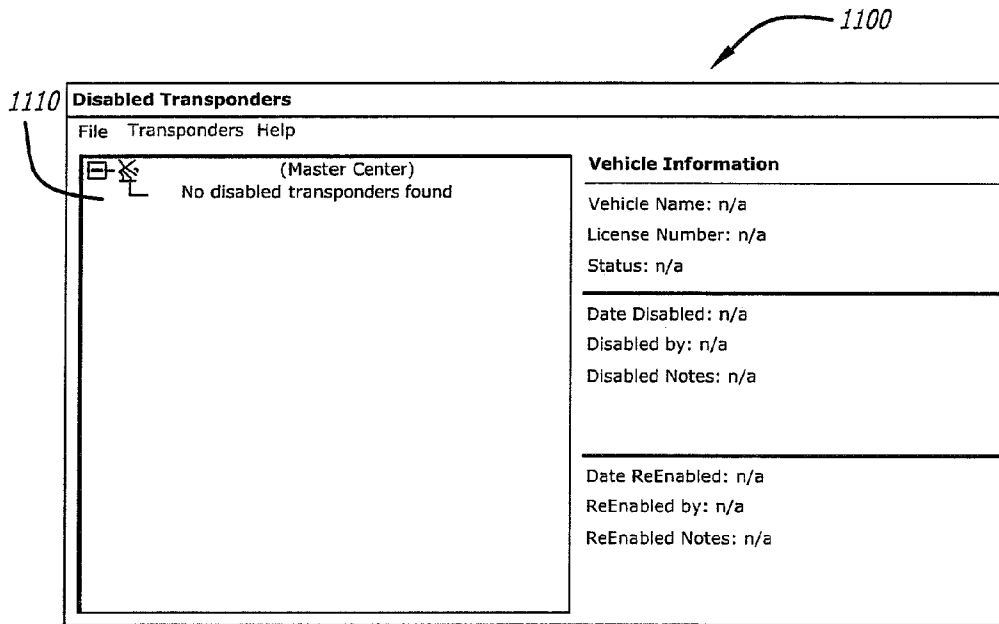 1100
1110
Disabled Transponders
File Transponders Help
(Master Center)
No disabled transponders found
Vehicle Information
Vehicle Name: n/a
License Number: n/a
Status: n/a
Date Disabled: n/a
Disabled by: n/a
Disabled Notes: n/a
Date ReEnabled: n/a
ReEnabled by: n/a
ReEnabled Notes: n/a